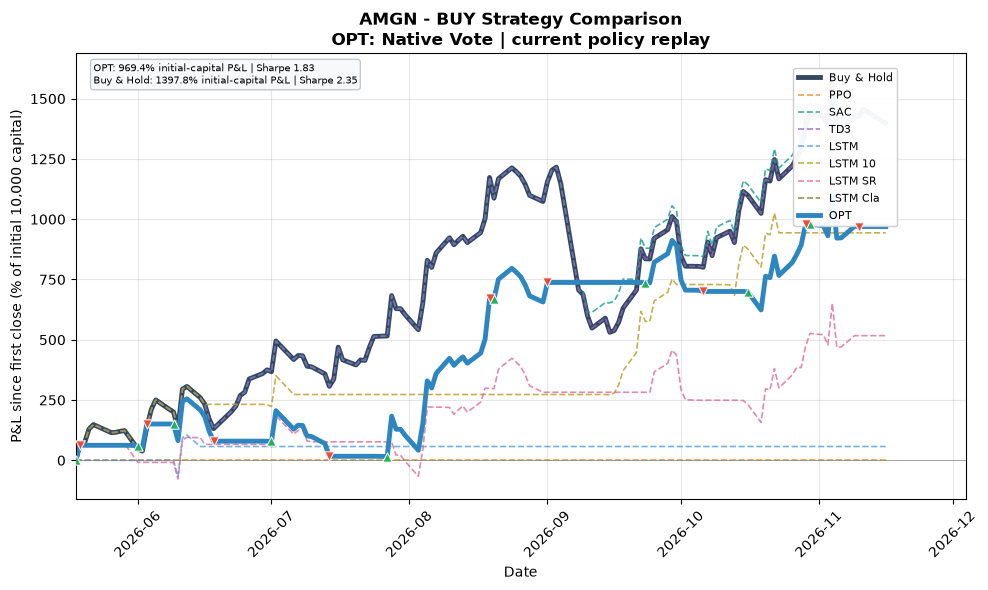 AMGN - BUY Strategy Comparison
OPT: Native Vote | current policy replay
OPT: 969.4% initial-capital P&L | Sharpe 1.83
Buy & Hold: 1397.8% initial-capital P&L | Sharpe 2.35
Buy & Hold
PPO
SAC
TD3
LSTM
LSTM 10
LSTM SR
LSTM Cla
OPT
P&L since first close (% of initial 10,000 capital)
1500
1250
1000
750
500
250
0
2026-06
2026-07
2026-08
2026-09
2026-10
2026-11
2026-12
Date